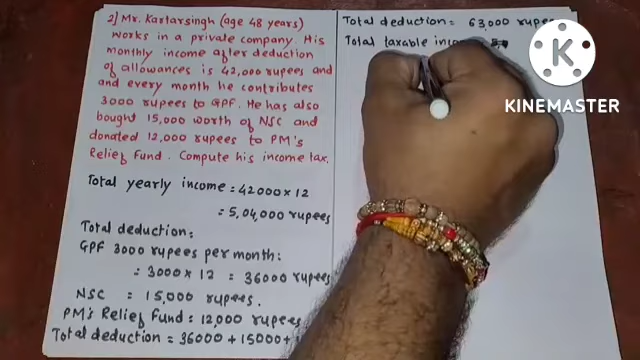 2) Mr. Kartarsingh (age 48 years)
works in a private company. His
monthly income after deduction
of allowances is 42,000 rupees and
and every month he contributes
3000 rupees to GPF. He has also
bought 15,000 worth of NSC and
donated 12,000 rupees to PM's
Relief Fund. Compute his income tax.
Total yearly income = 42000 × 12
= 5,04,000 rupees
Total deduction:
GPF 3000 rupees per month:
= 3000 × 12 = 36000 rupees
NSC = 15,000 rupees.
PM's Relief Fund = 12,000 rupees
Total deduction = 36000 + 15000 +
Total deduction = 63,000 rupe
Total taxable inco
K
KINEMASTER